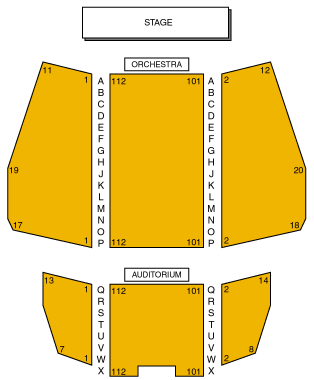 STAGE
ORCHESTRA
11 12
1 A 112 101 A 2
B B
C C
D D
E E
F F
G G
H H
J J
K K
19 20
L L
M M
N N
17 O O 18
1 P 112 101 P 2
AUDITORIUM
13 14
1 Q 112 101 Q 2
R R
S S
T T
U U
7 V V 8
1 W W 2
X 112 101 X